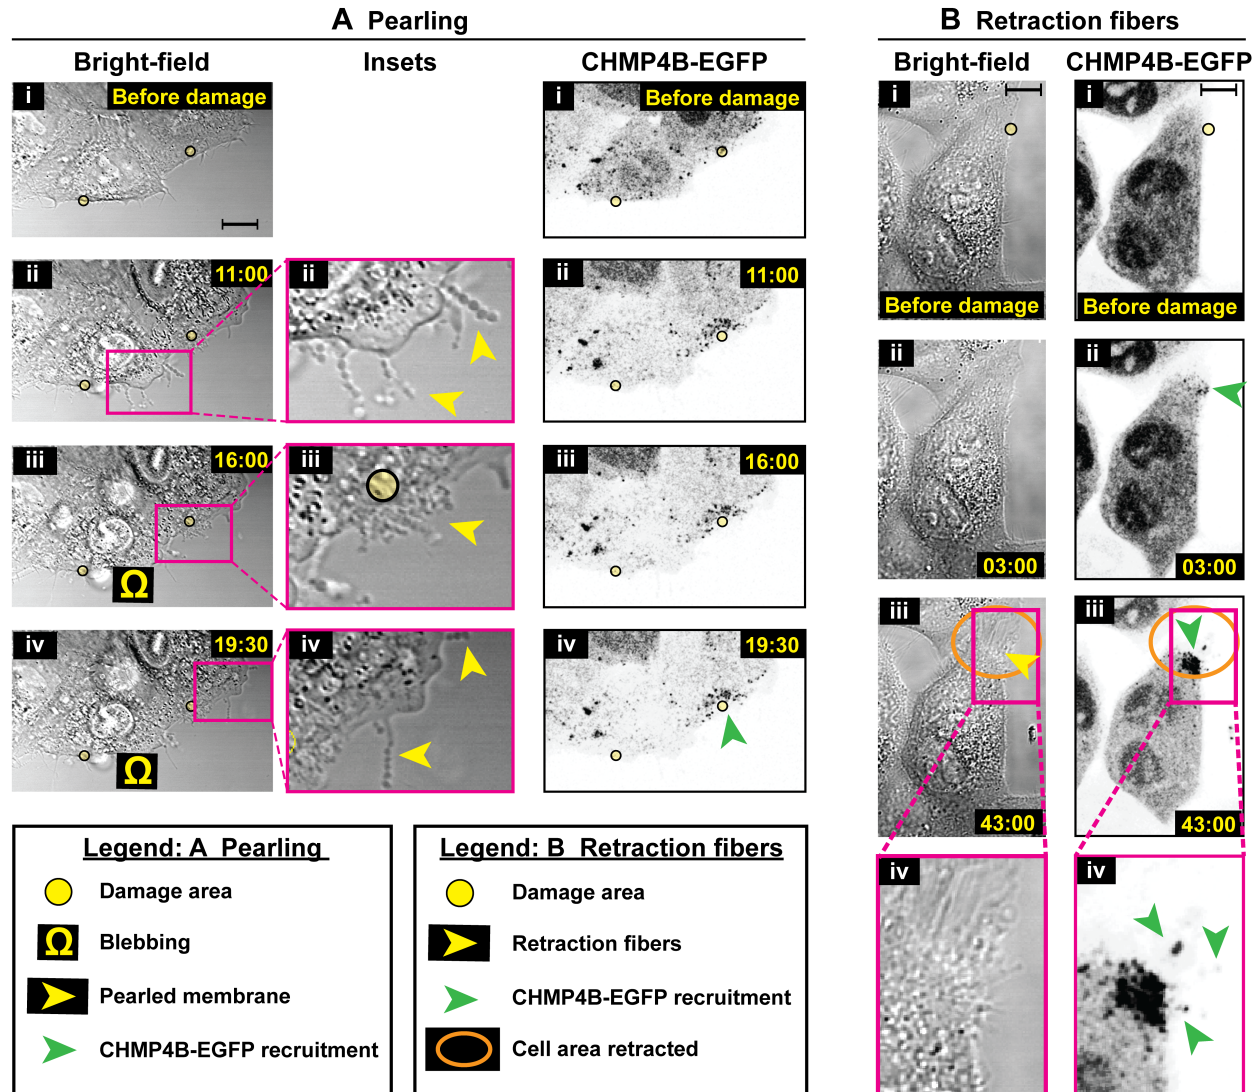 A Pearling
Bright-field
Insets
CHMP4B-EGFP
i
Before damage
i
Before damage
ii
11:00
ii
ii
11:00
iii
16:00
Ω
iii
iii
16:00
iv
19:30
Ω
iv
iv
19:30
Legend: A Pearling
Damage area
Ω Blebbing
Pearled membrane
CHMP4B-EGFP recruitment
Legend: B Retraction fibers
Damage area
Retraction fibers
CHMP4B-EGFP recruitment
Cell area retracted
B Retraction fibers
Bright-field
CHMP4B-EGFP
i
Before damage
i
Before damage
ii
03:00
ii
03:00
iii
43:00
iii
43:00
iv
iv